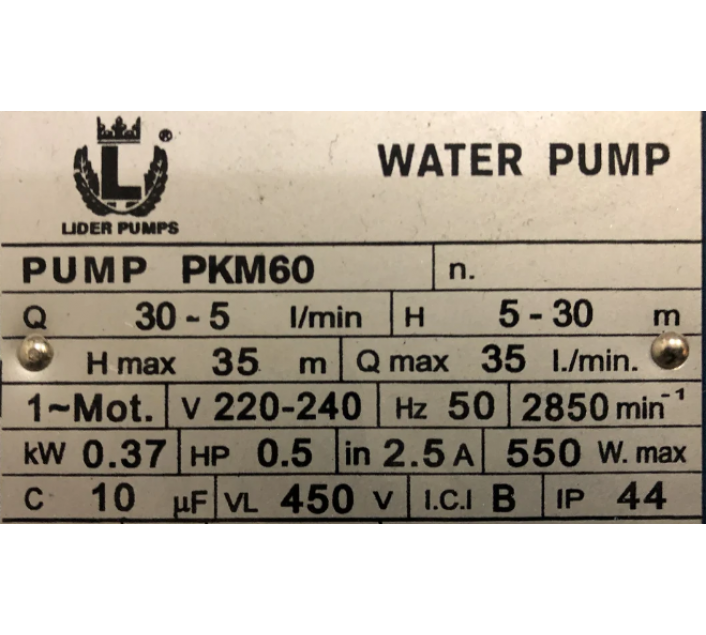 L ®
LIDER PUMPS
WATER PUMP
PUMP PKM60 n.
Q 30 ~ 5 l/min H 5 - 30 m
H max 35 m Q max 35 l./min.
1~Mot. V 220-240 Hz 50 2850 min⁻¹
kW 0.37 HP 0.5 in 2.5 A 550 W. max
C 10 µF VL 450 V I.C.I B IP 44